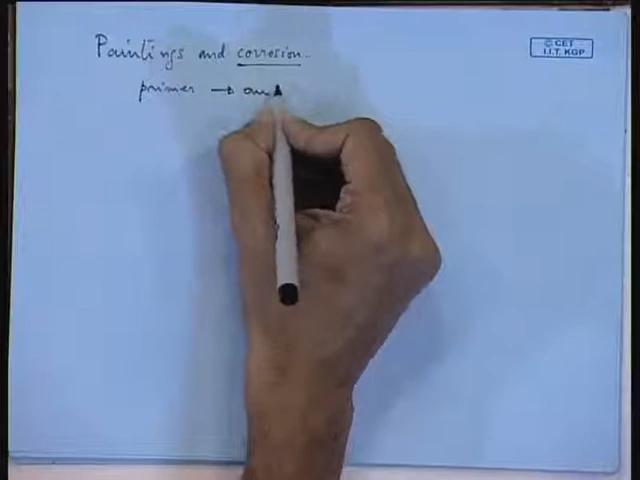 Paintings and corrosion.
© CET
I.I.T. KGP
primer →